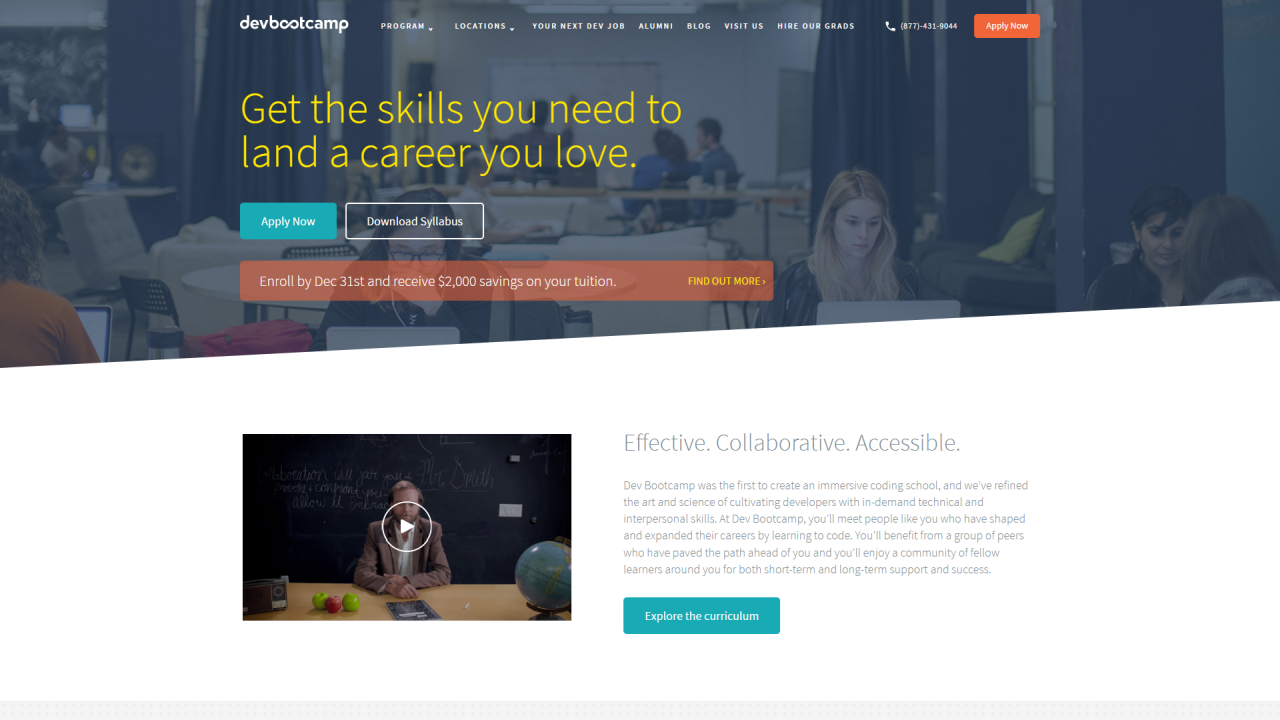 devbootcamp
PROGRAM
LOCATIONS
YOUR NEXT DEV JOB
ALUMNI
BLOG
VISIT US
HIRE OUR GRADS
(877)-431-9044
Apply Now
Get the skills you need to
land a career you love.
Apply Now
Download Syllabus
Enroll by Dec 31st and receive $2,000 savings on your tuition.
FIND OUT MORE ›
Collaboration will
Mr Smith
Effective. Collaborative. Accessible.
Dev Bootcamp was the first to create an immersive coding school, and we've refined
the art and science of cultivating developers with in-demand technical and
interpersonal skills. At Dev Bootcamp, you'll meet people like you who have shaped
and expanded their careers by learning to code. You'll benefit from a group of peers
who have paved the path ahead of you and you'll enjoy a community of fellow
learners around you for both short-term and long-term support and success.
Explore the curriculum